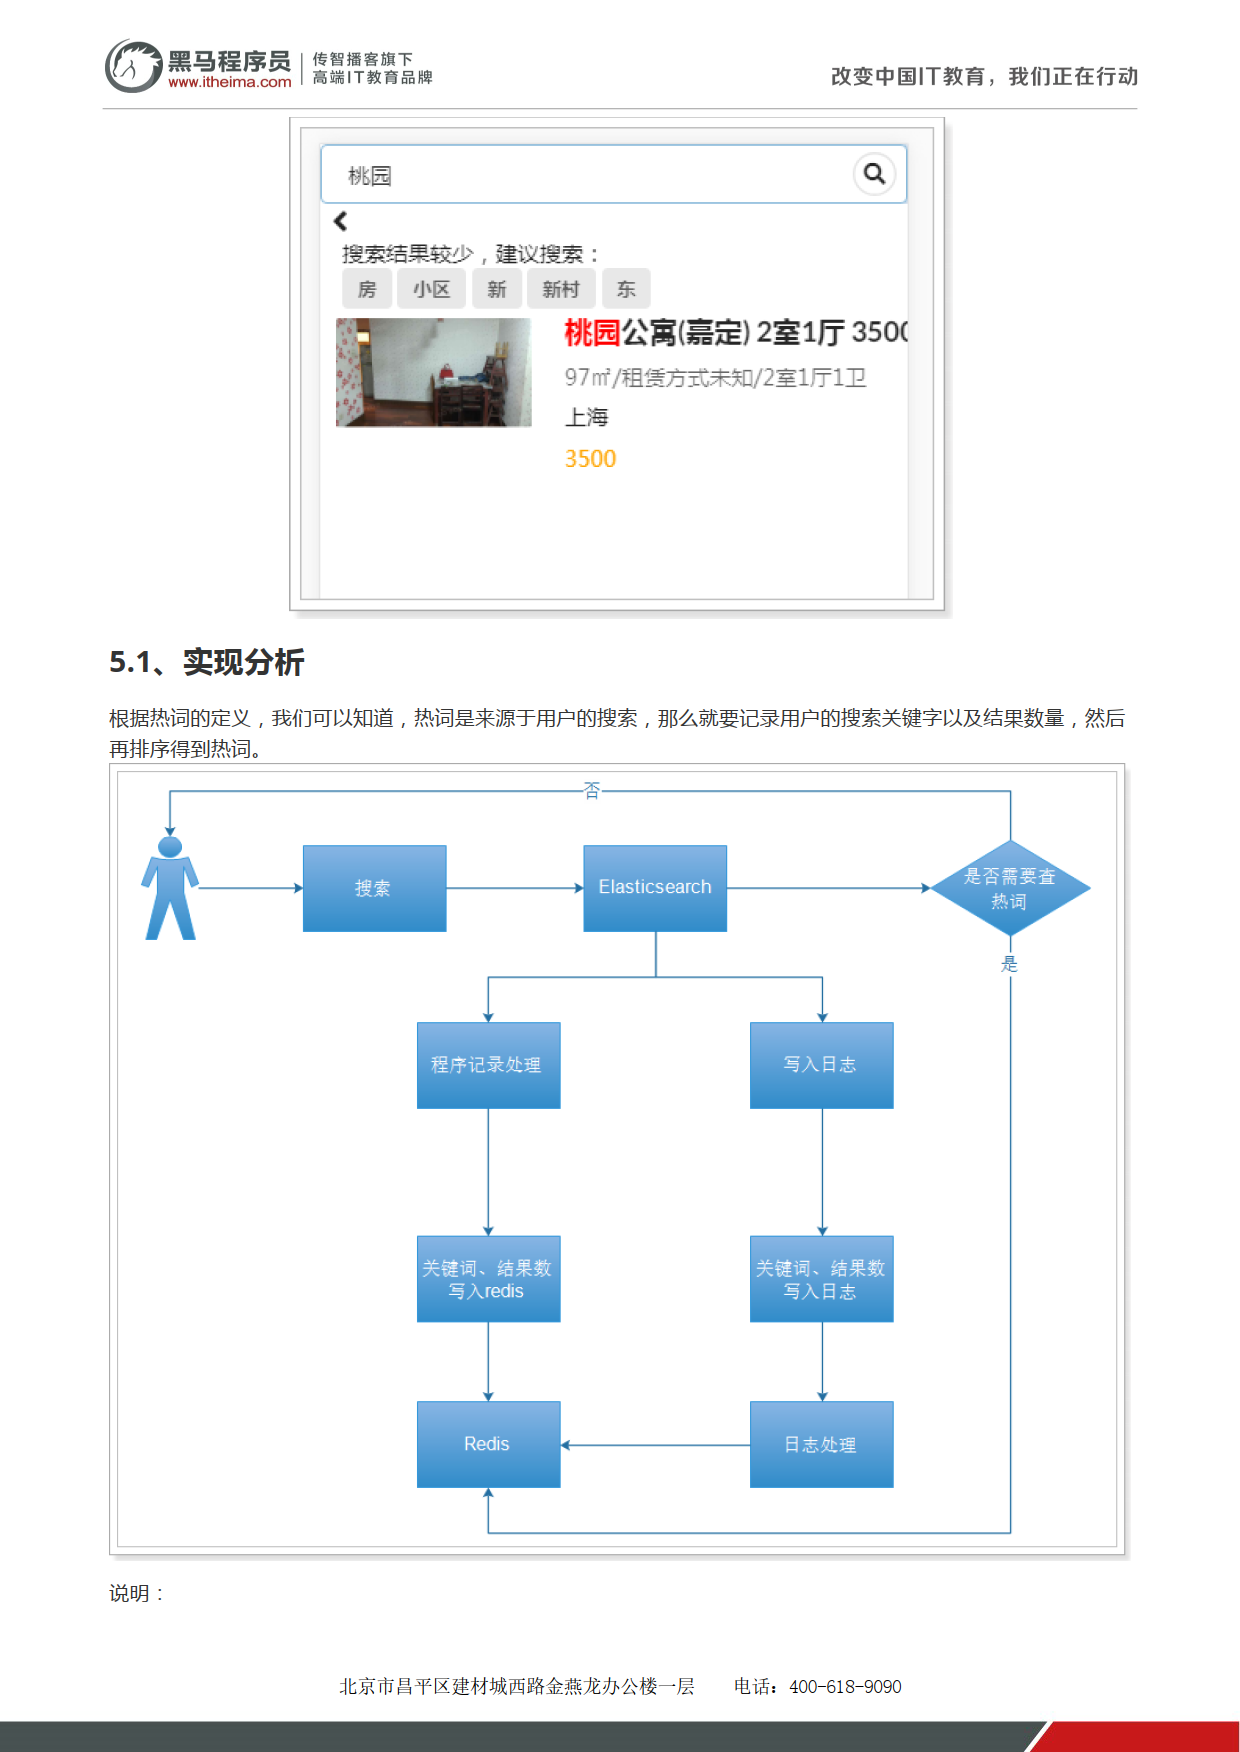 黑马程序员
www.itheima.com
传智播客旗下
高端IT教育品牌
改变中国IT教育，我们正在行动
桃园
搜索结果较少，建议搜索：
房 小区 新 新村 东
桃园公寓(嘉定) 2室1厅 3500
97㎡/租赁方式未知/2室1厅1卫
上海
3500
5.1、实现分析
根据热词的定义，我们可以知道，热词是来源于用户的搜索，那么就要记录用户的搜索关键字以及结果数量，然后
再排序得到热词。
否
搜索
Elasticsearch
是否需要查
热词
是
程序记录处理
写入日志
关键词、结果数
写入redis
关键词、结果数
写入日志
Redis
日志处理
说明：
北京市昌平区建材城西路金燕龙办公楼一层 电话：400-618-9090